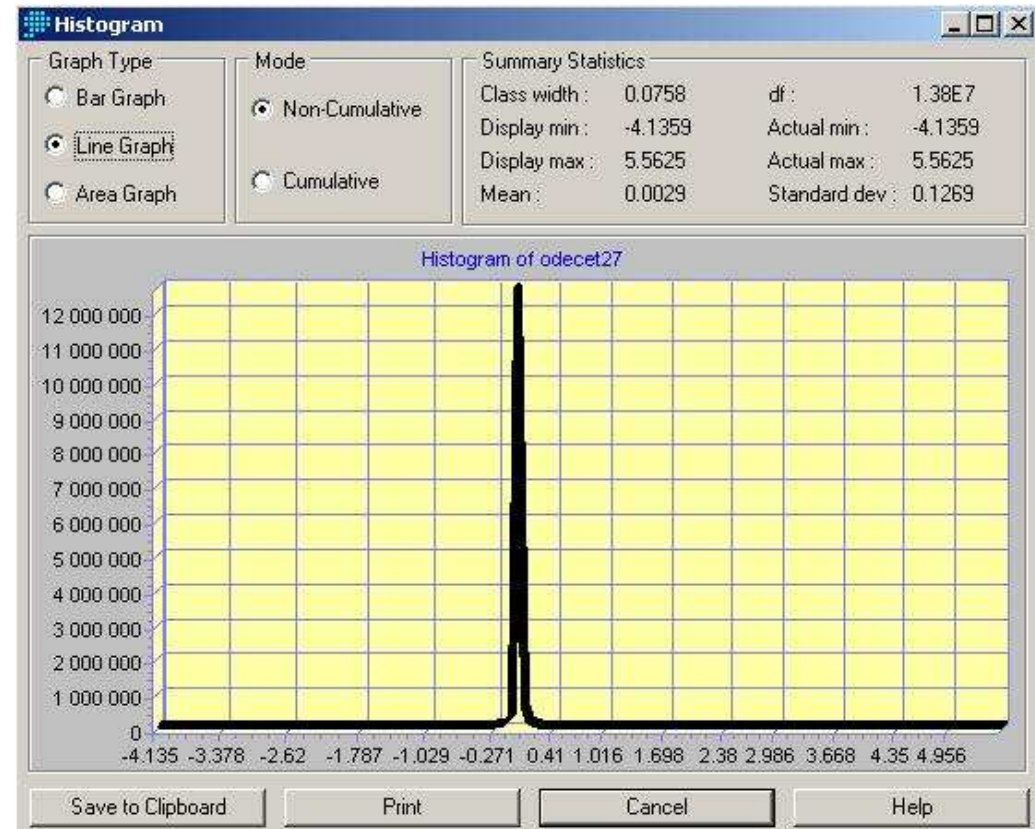 Histogram
Graph Type
Bar Graph
Line Graph
Area Graph
Mode
Non-Cumulative
Cumulative
Summary Statistics
Class width : 0.0758 df : 1.38E7
Display min : -4.1359 Actual min : -4.1359
Display max : 5.5625 Actual max : 5.5625
Mean : 0.0029 Standard dev : 0.1269
Histogram of odecet27
12 000 000
11 000 000
10 000 000
9 000 000
8 000 000
7 000 000
6 000 000
5 000 000
4 000 000
3 000 000
2 000 000
1 000 000
0
-4.135 -3.378 -2.62 -1.787 -1.029 -0.271 0.41 1.016 1.698 2.38 2.986 3.668 4.35 4.956
Save to Clipboard Print Cancel Help